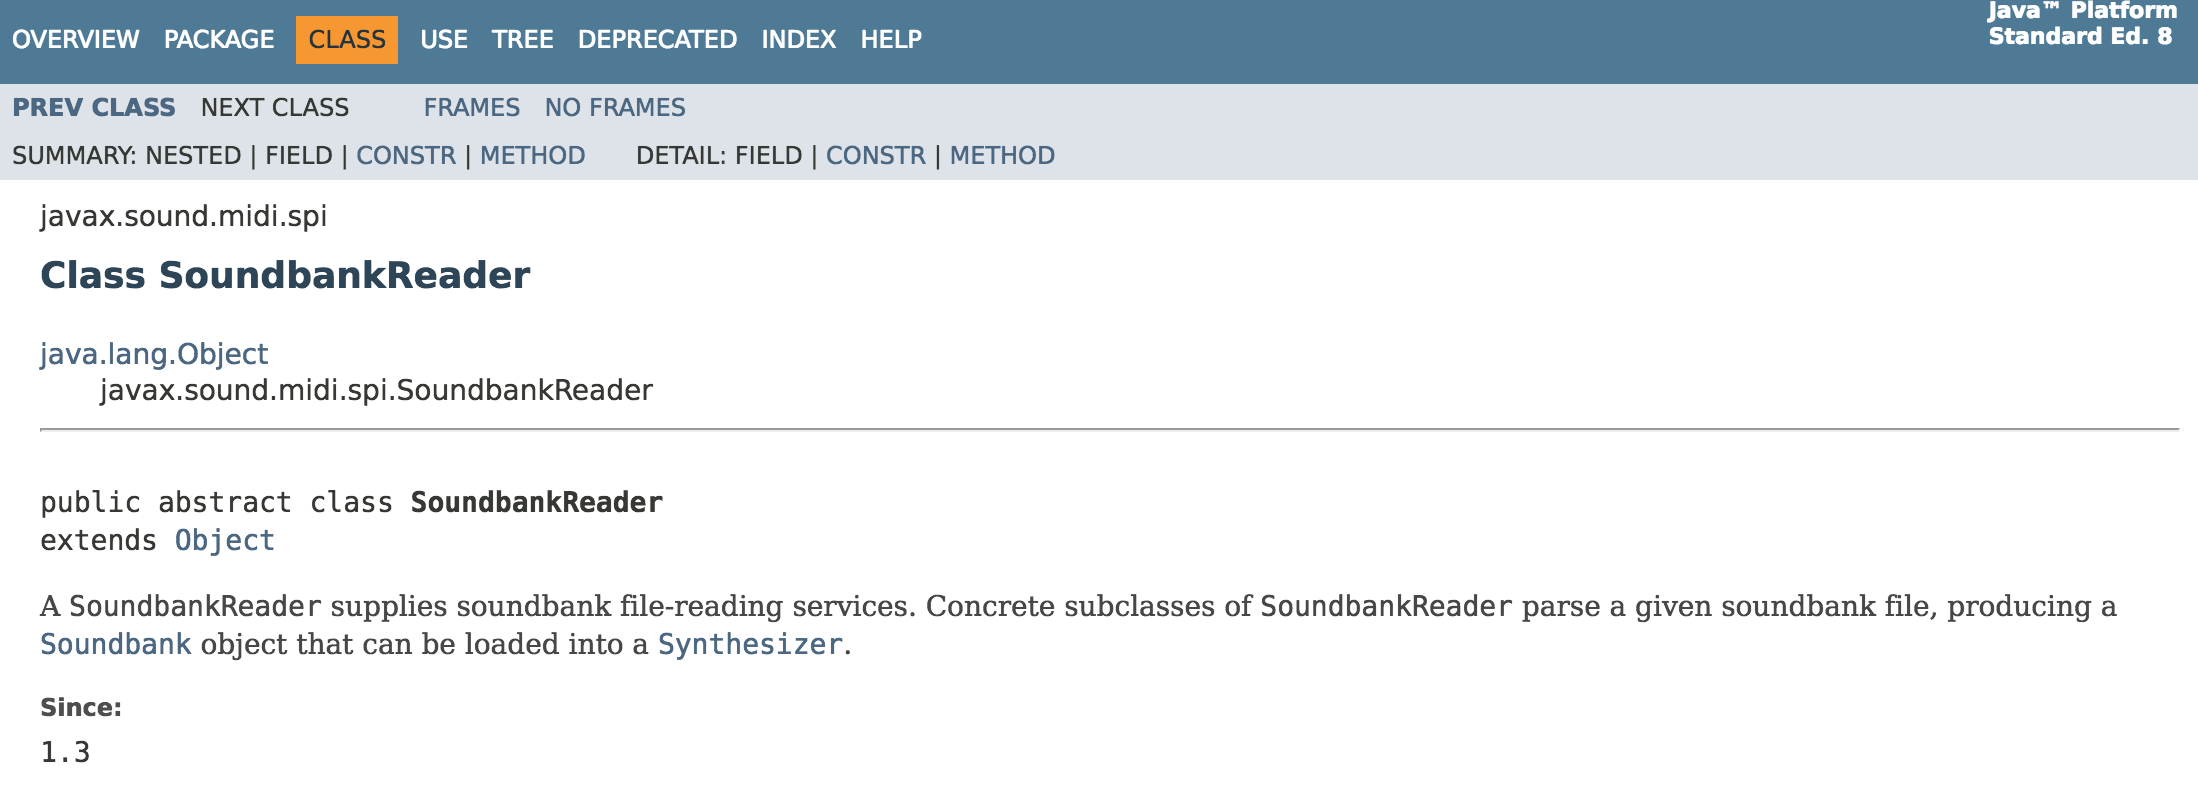 OVERVIEW PACKAGE CLASS USE TREE DEPRECATED INDEX HELP
Java™ Platform
Standard Ed. 8
PREV CLASS NEXT CLASS FRAMES NO FRAMES
SUMMARY: NESTED | FIELD | CONSTR | METHOD DETAIL: FIELD | CONSTR | METHOD
javax.sound.midi.spi
Class SoundbankReader
java.lang.Object
javax.sound.midi.spi.SoundbankReader
public abstract class SoundbankReader
extends Object
A SoundbankReader supplies soundbank file-reading services. Concrete subclasses of SoundbankReader parse a given soundbank file, producing a
Soundbank object that can be loaded into a Synthesizer.
Since:
1.3